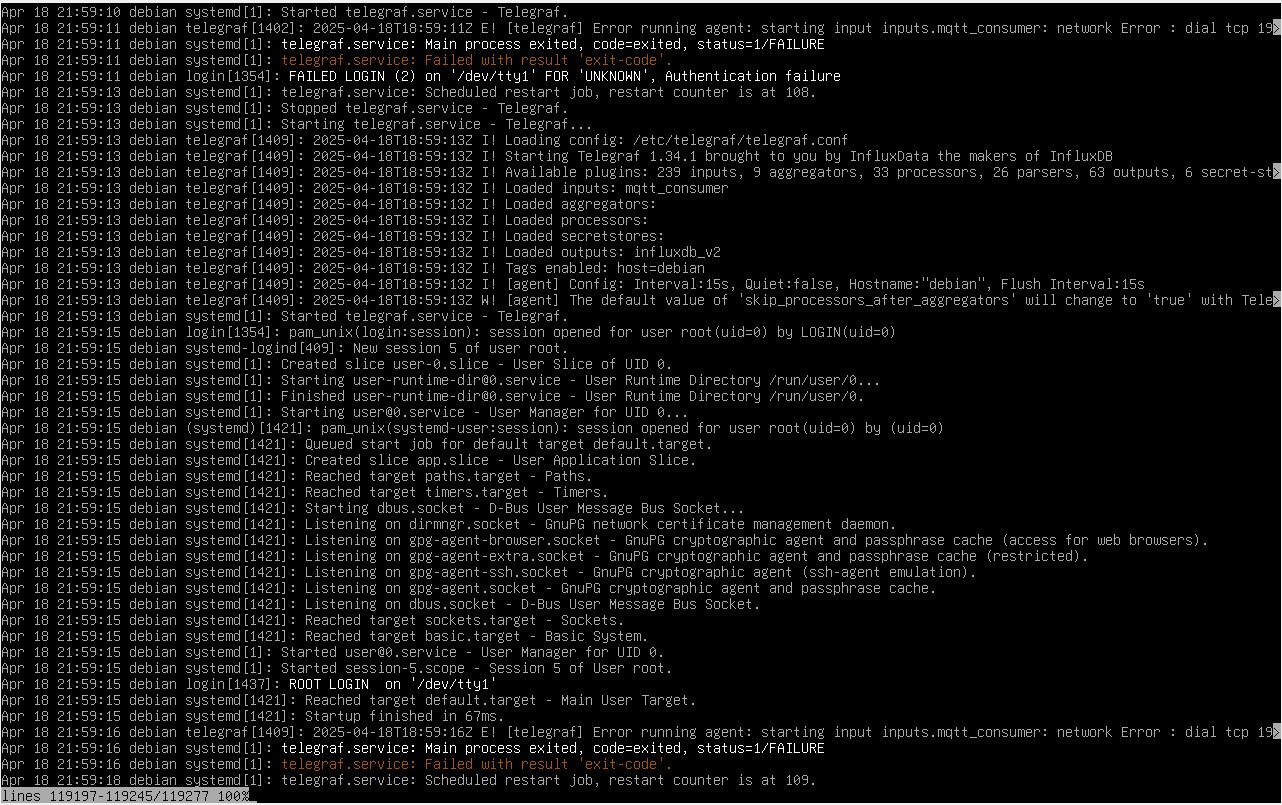 Apr 18 21:59:10 debian systemd[1]: Started telegraf.service - Telegraf.
Apr 18 21:59:11 debian telegraf[1402]: 2025-04-18T18:59:11Z E! [telegraf] Error running agent: starting input inputs.mqtt_consumer: network Error : dial tcp 19>
Apr 18 21:59:11 debian systemd[1]: telegraf.service: Main process exited, code=exited, status=1/FAILURE
Apr 18 21:59:11 debian systemd[1]: telegraf.service: Failed with result 'exit-code'.
Apr 18 21:59:11 debian login[1354]: FAILED LOGIN (2) on '/dev/tty1' FOR 'UNKNOWN', Authentication failure
Apr 18 21:59:13 debian systemd[1]: telegraf.service: Scheduled restart job, restart counter is at 108.
Apr 18 21:59:13 debian systemd[1]: Stopped telegraf.service - Telegraf.
Apr 18 21:59:13 debian systemd[1]: Starting telegraf.service - Telegraf...
Apr 18 21:59:13 debian telegraf[1409]: 2025-04-18T18:59:13Z I! Loading config: /etc/telegraf/telegraf.conf
Apr 18 21:59:13 debian telegraf[1409]: 2025-04-18T18:59:13Z I! Starting Telegraf 1.34.1 brought to you by InfluxData the makers of InfluxDB
Apr 18 21:59:13 debian telegraf[1409]: 2025-04-18T18:59:13Z I! Available plugins: 239 inputs, 9 aggregators, 33 processors, 26 parsers, 63 outputs, 6 secret-st>
Apr 18 21:59:13 debian telegraf[1409]: 2025-04-18T18:59:13Z I! Loaded inputs: mqtt_consumer
Apr 18 21:59:13 debian telegraf[1409]: 2025-04-18T18:59:13Z I! Loaded aggregators:
Apr 18 21:59:13 debian telegraf[1409]: 2025-04-18T18:59:13Z I! Loaded processors:
Apr 18 21:59:13 debian telegraf[1409]: 2025-04-18T18:59:13Z I! Loaded secretstores:
Apr 18 21:59:13 debian telegraf[1409]: 2025-04-18T18:59:13Z I! Loaded outputs: influxdb_v2
Apr 18 21:59:13 debian telegraf[1409]: 2025-04-18T18:59:13Z I! Tags enabled: host=debian
Apr 18 21:59:13 debian telegraf[1409]: 2025-04-18T18:59:13Z I! [agent] Config: Interval:15s, Quiet:false, Hostname:"debian", Flush Interval:15s
Apr 18 21:59:13 debian telegraf[1409]: 2025-04-18T18:59:13Z W! [agent] The default value of 'skip_processors_after_aggregators' will change to 'true' with Tele>
Apr 18 21:59:13 debian systemd[1]: Started telegraf.service - Telegraf.
Apr 18 21:59:15 debian login[1354]: pam_unix(login:session): session opened for user root(uid=0) by LOGIN(uid=0)
Apr 18 21:59:15 debian systemd-logind[409]: New session 5 of user root.
Apr 18 21:59:15 debian systemd[1]: Created slice user-0.slice - User Slice of UID 0.
Apr 18 21:59:15 debian systemd[1]: Starting user-runtime-dir@0.service - User Runtime Directory /run/user/0...
Apr 18 21:59:15 debian systemd[1]: Finished user-runtime-dir@0.service - User Runtime Directory /run/user/0.
Apr 18 21:59:15 debian systemd[1]: Starting user@0.service - User Manager for UID 0...
Apr 18 21:59:15 debian (systemd)[1421]: pam_unix(systemd-user:session): session opened for user root(uid=0) by (uid=0)
Apr 18 21:59:15 debian systemd[1421]: Queued start job for default target default.target.
Apr 18 21:59:15 debian systemd[1421]: Created slice app.slice - User Application Slice.
Apr 18 21:59:15 debian systemd[1421]: Reached target paths.target - Paths.
Apr 18 21:59:15 debian systemd[1421]: Reached target timers.target - Timers.
Apr 18 21:59:15 debian systemd[1421]: Starting dbus.socket - D-Bus User Message Bus Socket...
Apr 18 21:59:15 debian systemd[1421]: Listening on dirmngr.socket - GnuPG network certificate management daemon.
Apr 18 21:59:15 debian systemd[1421]: Listening on gpg-agent-browser.socket - GnuPG cryptographic agent and passphrase cache (access for web browsers).
Apr 18 21:59:15 debian systemd[1421]: Listening on gpg-agent-extra.socket - GnuPG cryptographic agent and passphrase cache (restricted).
Apr 18 21:59:15 debian systemd[1421]: Listening on gpg-agent-ssh.socket - GnuPG cryptographic agent (ssh-agent emulation).
Apr 18 21:59:15 debian systemd[1421]: Listening on gpg-agent.socket - GnuPG cryptographic agent and passphrase cache.
Apr 18 21:59:15 debian systemd[1421]: Listening on dbus.socket - D-Bus User Message Bus Socket.
Apr 18 21:59:15 debian systemd[1421]: Reached target sockets.target - Sockets.
Apr 18 21:59:15 debian systemd[1421]: Reached target basic.target - Basic System.
Apr 18 21:59:15 debian systemd[1]: Started user@0.service - User Manager for UID 0.
Apr 18 21:59:15 debian systemd[1]: Started session-5.scope - Session 5 of User root.
Apr 18 21:59:15 debian login[1437]: ROOT LOGIN  on '/dev/tty1'
Apr 18 21:59:15 debian systemd[1421]: Reached target default.target - Main User Target.
Apr 18 21:59:15 debian systemd[1421]: Startup finished in 67ms.
Apr 18 21:59:16 debian telegraf[1409]: 2025-04-18T18:59:16Z E! [telegraf] Error running agent: starting input inputs.mqtt_consumer: network Error : dial tcp 19>
Apr 18 21:59:16 debian systemd[1]: telegraf.service: Main process exited, code=exited, status=1/FAILURE
Apr 18 21:59:16 debian systemd[1]: telegraf.service: Failed with result 'exit-code'.
Apr 18 21:59:18 debian systemd[1]: telegraf.service: Scheduled restart job, restart counter is at 109.
lines 119197-119245/119277 100%